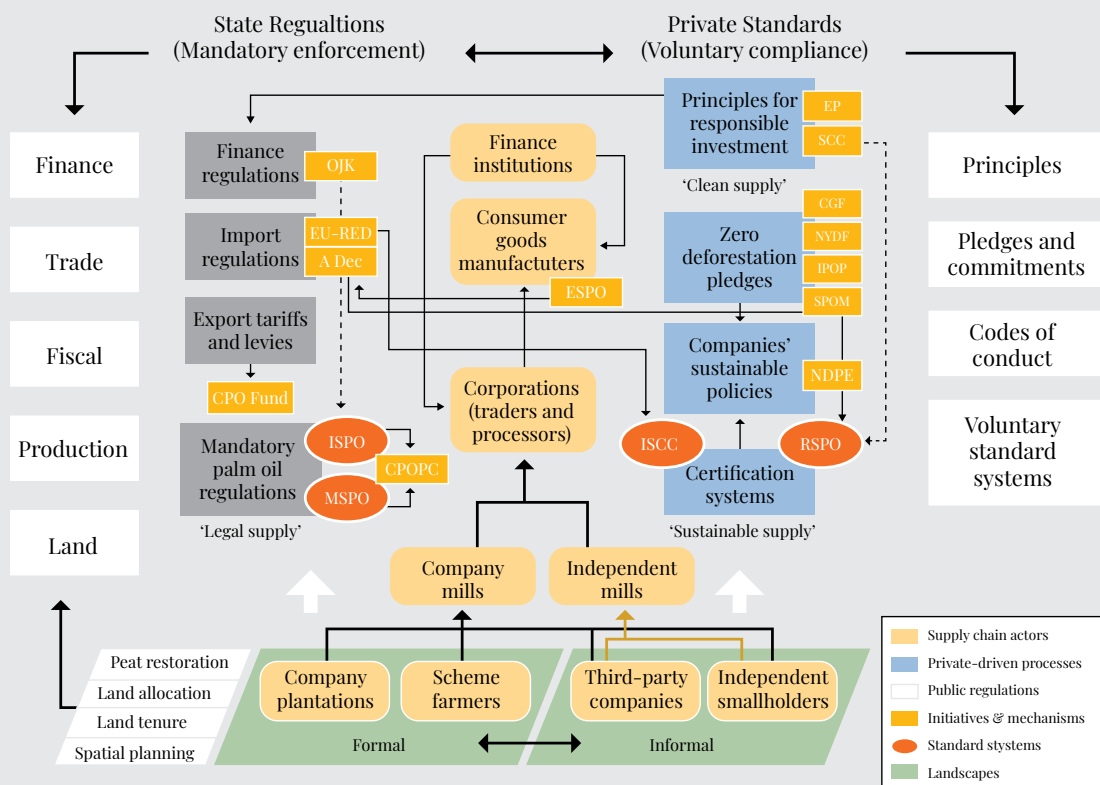 State Regualtions
(Mandatory enforcement)
Private Standards
(Voluntary compliance)
Finance
Trade
Fiscal
Production
Land
Finance
regulations
OJK
Import
regulations
EU-RED
A Dec
Export tariffs
and levies
CPO Fund
Mandatory
palm oil
regulations
ISPO
MSPO
CPOPC
'Legal supply'
Finance
institutions
Consumer
goods
manufactuters
ESPO
Corporations
(traders and
processors)
Company
mills
Independent
mills
Principles for
responsible
investment
EP
SCC
'Clean supply'
Zero
deforestation
pledges
CGF
NYDF
IPOP
SPOM
Companies'
sustainable
policies
NDPE
ISCC
RSPO
Certification
systems
'Sustainable supply'
Principles
Pledges and
commitments
Codes of
conduct
Voluntary
standard
systems
Peat restoration
Land allocation
Land tenure
Spatial planning
Company
plantations
Scheme
farmers
Third-party
companies
Independent
smallholders
Formal
Informal
Supply chain actors
Private-driven processes
Public regulations
Initiatives & mechanisms
Standard stystems
Landscapes